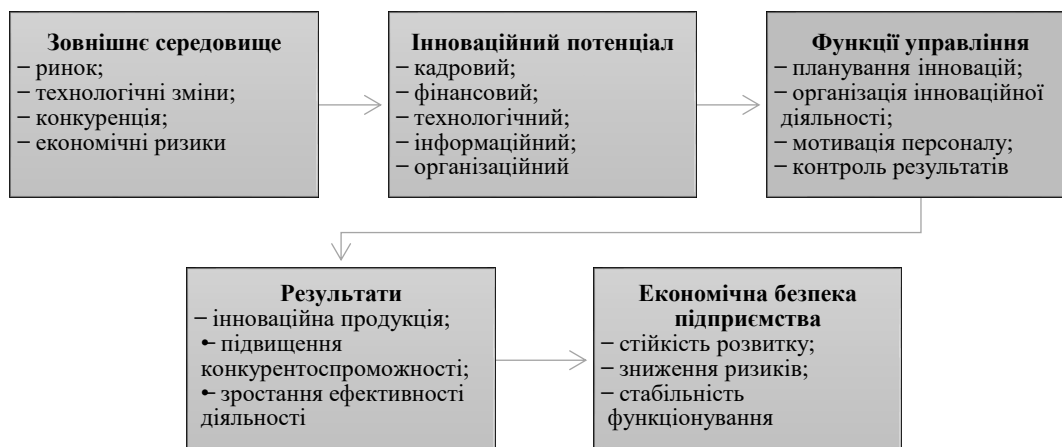 Зовнішнє середовище
– ринок;
– технологічні зміни;
– конкуренція;
– економічні ризики
Інноваційний потенціал
– кадровий;
– фінансовий;
– технологічний;
– інформаційний;
– організаційний
Функції управління
– планування інновацій;
– організація інноваційної
діяльності;
– мотивація персоналу;
– контроль результатів
Результати
– інноваційна продукція;
•– підвищення
конкурентоспроможності;
•– зростання ефективності
діяльності
Економічна безпека
підприємства
– стійкість розвитку;
– зниження ризиків;
– стабільність
функціонування